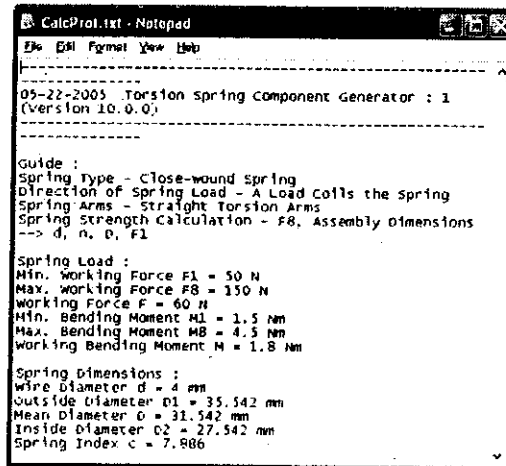 CalcProt.txt - Notepad
File Edit Format View Help
--------------------------------------------------
--------------
05-22-2005 Torsion Spring Component Generator : 1
(Version 10.0.0)
--------------------------------------------------
--------------
Guide :
Spring Type - Close-wound Spring
Direction of Spring Load - A Load Coils the Spring
Spring Arms - Straight Torsion Arms
Spring Strength Calculation - F8, Assembly Dimensions
--> d, n, D, F1
Spring Load :
Min. Working Force F1 = 50 N
Max. Working Force F8 = 150 N
Working Force F = 60 N
Min. Bending Moment M1 = 1.5 Nm
Max. Bending Moment M8 = 4.5 Nm
Working Bending Moment M = 1.8 Nm
Spring Dimensions :
Wire Diameter d = 4 mm
Outside Diameter D1 = 35.542 mm
Mean Diameter D = 31.542 mm
Inside Diameter D2 = 27.542 mm
Spring Index c = 7.886